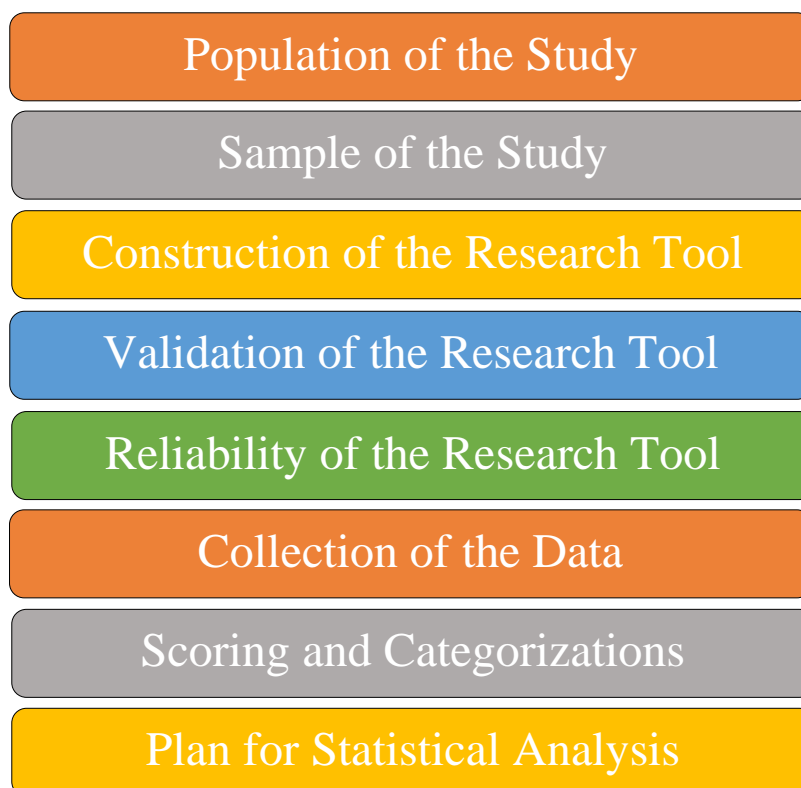 Population of the Study
Sample of the Study
Construction of the Research Tool
Validation of the Research Tool
Reliability of the Research Tool
Collection of the Data
Scoring and Categorizations
Plan for Statistical Analysis